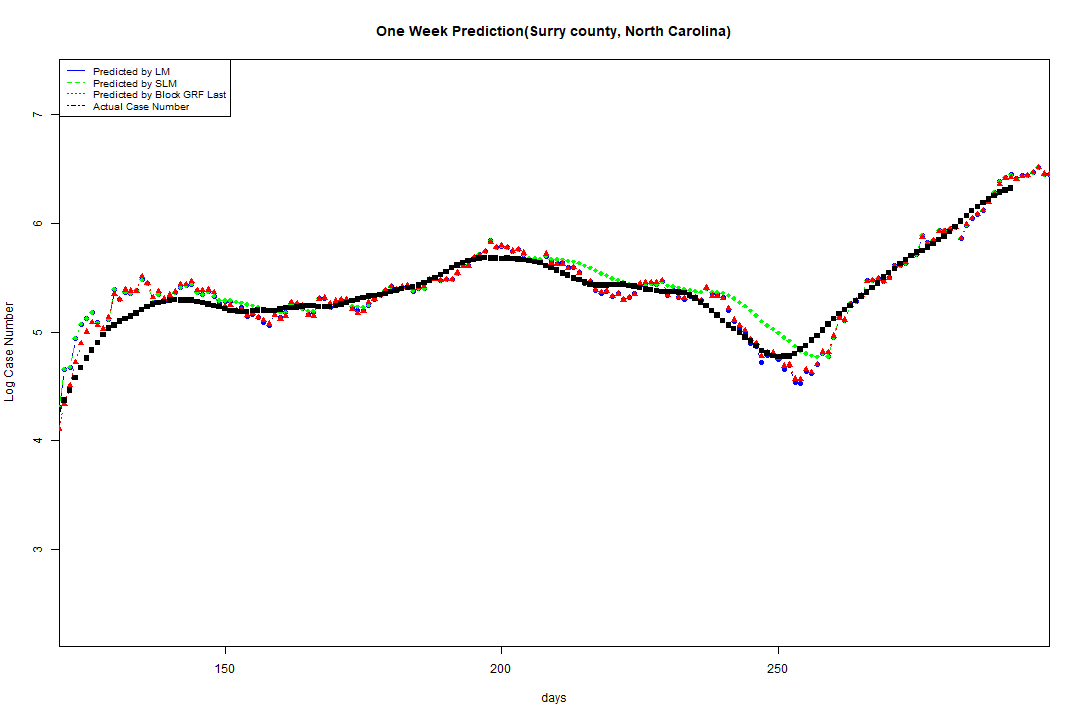 One Week Prediction(Surry county, North Carolina)
Predicted by LM
Predicted by SLM
Predicted by Block GRF Last
Actual Case Number
7
6
5
4
3
Log Case Number
150
200
250
days